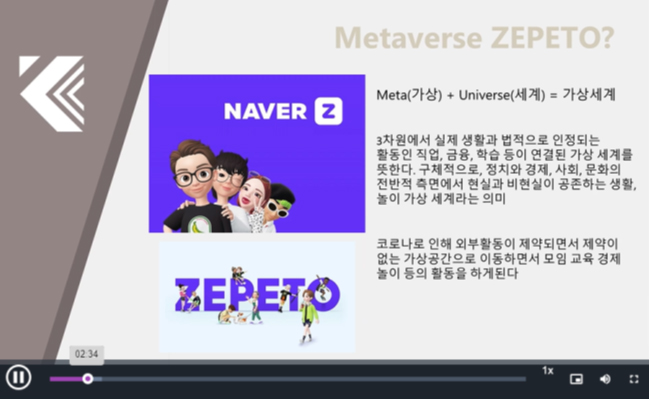 Metaverse ZEPETO?
NAVER Z
Meta(가상) + Universe(세계) = 가상세계
3차원에서 실제 생활과 법적으로 인정되는
활동인 직업, 금융, 학습 등이 연결된 가상 세계를
뜻한다. 구체적으로, 정치와 경제, 사회, 문화의
전반적 측면에서 현실과 비현실이 공존하는 생활,
놀이 가상 세계라는 의미
ZEPETO
코로나로 인해 외부활동이 제약되면서 제약이
없는 가상공간으로 이동하면서 모임 교육 경제
놀이 등의 활동을 하게된다
02:34
1x